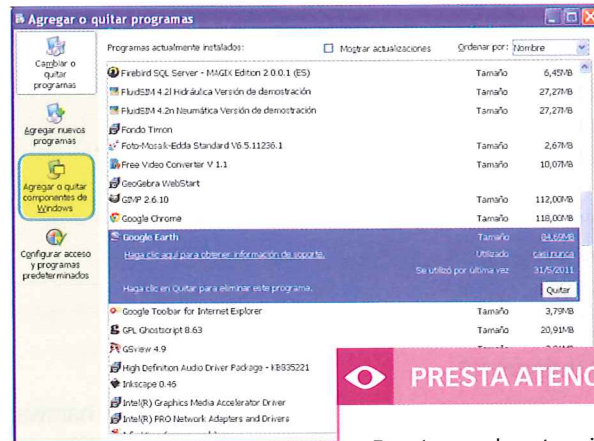 Agregar o quitar programas
Cambiar o quitar programas
Agregar nuevos programas
Agregar o quitar componentes de Windows
Configurar acceso y programas predeterminados
Programas actualmente instalados:
Mostrar actualizaciones
Ordenar por: Nombre
Firebird SQL Server - MAGIX Edition 2.0.0.1 (ES) Tamaño 6,45MB
FluidSIM 4.2l Hidráulica Versión de demostración Tamaño 27,27MB
FluidSIM 4.2n Neumática Versión de demostración Tamaño 27,27MB
Fondo Timon
Foto-Mosaik-Edda Standard V6.5.11236.1 Tamaño 2,67MB
Free Video Converter V 1.1 Tamaño 10,07MB
GeoGebra WebStart
GIMP 2.6.10 Tamaño 112,00MB
Google Chrome Tamaño 118,00MB
Google Earth Tamaño 84,69MB
Haga clic aquí para obtener información de soporte. Utilizado casi nunca
Se utilizó por última vez 31/5/2011
Haga clic en Quitar para eliminar este programa. Quitar
Google Toolbar for Internet Explorer Tamaño 3,79MB
GPL Ghostscript 8.63 Tamaño 20,91MB
GSview 4.9
High Definition Audio Driver Package - KB835221
Inkscape 0.46
Intel(R) Graphics Media Accelerator Driver
Intel(R) PRO Network Adapters and Drivers
PRESTA ATENC